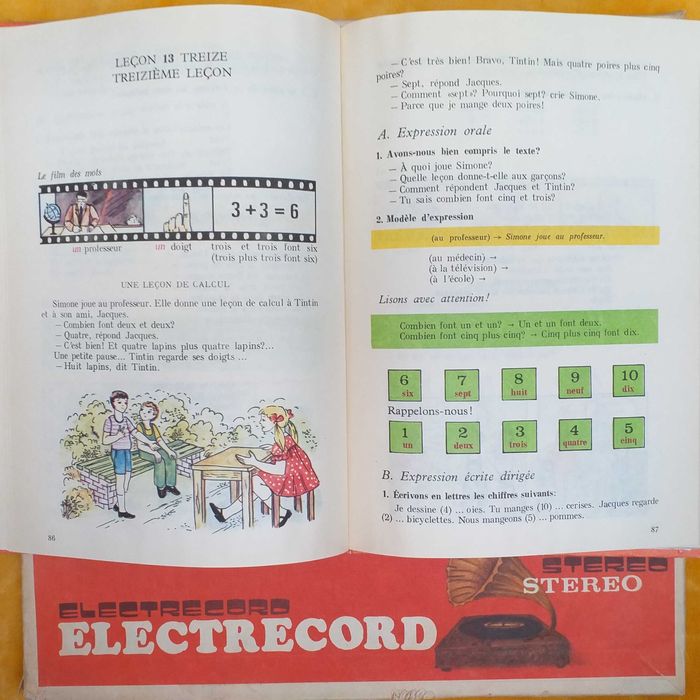 LEÇON 13 TREIZE
TREIZIÈME LEÇON
Le film des mots
3 + 3 = 6
un professeur
un doigt
trois et trois font six
(trois plus trois font six)
UNE LEÇON DE CALCUL
Simone joue au professeur. Elle donne une leçon de calcul à Tintin
et à son ami, Jacques.
— Combien font deux et deux?
— Quatre, répond Jacques.
— C'est bien! Et quatre lapins plus quatre lapins?...
Une petite pause... Tintin regarde ses doigts ...
— Huit lapins, dit Tintin.
86
— C'est très bien! Bravo, Tintin! Mais quatre poires plus cinq
poires?
— Sept, répond Jacques.
— Comment «sept»? Pourquoi sept? crie Simone.
— Parce que je mange deux poires!
A. Expression orale
1. Avons-nous bien compris le texte?
— À quoi joue Simone?
— Quelle leçon donne-t-elle aux garçons?
— Comment répondent Jacques et Tintin?
— Tu sais combien font cinq et trois?
2. Modèle d'expression
(au professeur) → Simone joue au professeur.
(au médecin) →
(à la télévision) →
(à l'école) →
Lisons avec attention!
Combien font un et un? → Un et un font deux.
Combien font cinq plus cinq? → Cinq plus cinq font dix.
6 7 8 9 10
six sept huit neuf dix
Rappelons-nous!
1 2 3 4 5
un deux trois quatre cinq
B. Expression écrite dirigée
1. Écrivons en lettres les chiffres suivants:
Je dessine (4) ... oies. Tu manges (10) ... cerises. Jacques regarde
(2) ... bicyclettes. Nous mangeons (5) ... pommes.
87
STEREO
STEREO
ELECTRECORD
ELECTRECORD